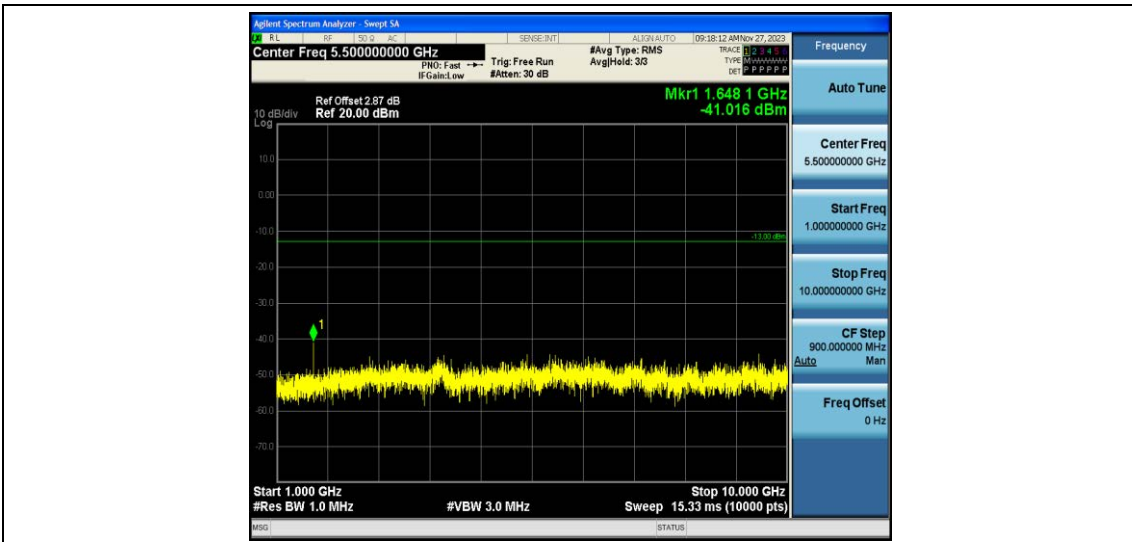 Agilent Spectrum Analyzer - Swept SA
RL RF 50 Ω AC SENSE:INT ALIGN AUTO 09:18:12 AM Nov 27, 2023
Center Freq 5.500000000 GHz
#Avg Type: RMS
TRACE 1 2 3 4 5 6
PNO: Fast
Trig: Free Run
Avg|Hold: 3/3
TYPE M
IFGain:Low
#Atten: 30 dB
DET P P P P P P
Mkr1 1.648 1 GHz
-41.016 dBm
Ref Offset 2.87 dB
10 dB/div
Ref 20.00 dBm
Log
10.0
0.00
-10.0
-13.00 dBm
-20.0
-30.0
1
-40.0
-50.0
-60.0
-70.0
Start 1.000 GHz
Stop 10.000 GHz
#Res BW 1.0 MHz
#VBW 3.0 MHz
Sweep 15.33 ms (10000 pts)
MSG
STATUS
Frequency
Auto Tune
Center Freq
5.500000000 GHz
Start Freq
1.000000000 GHz
Stop Freq
10.000000000 GHz
CF Step
900.000000 MHz
Auto Man
Freq Offset
0 Hz